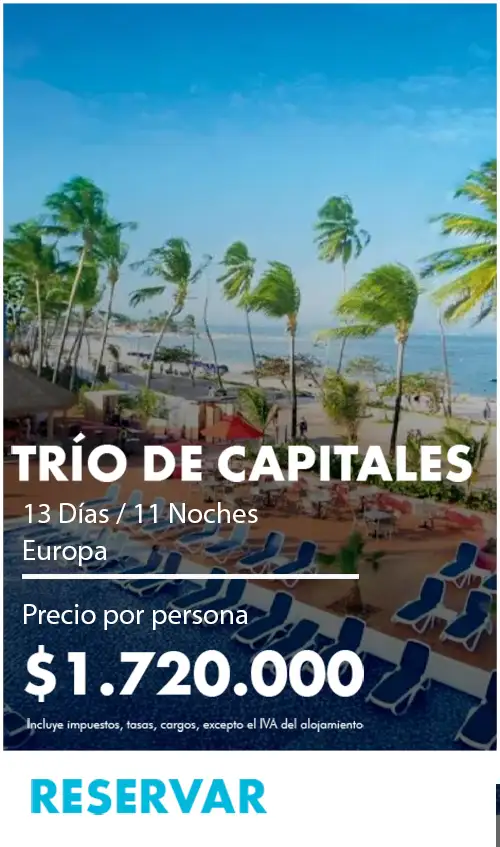 TRÍO DE CAPITALES
13 Días / 11 Noches
Europa
Precio por persona
$1.720.000
Incluye impuestos, tasas, cargos, excepto el IVA del alojamiento
RESERVAR